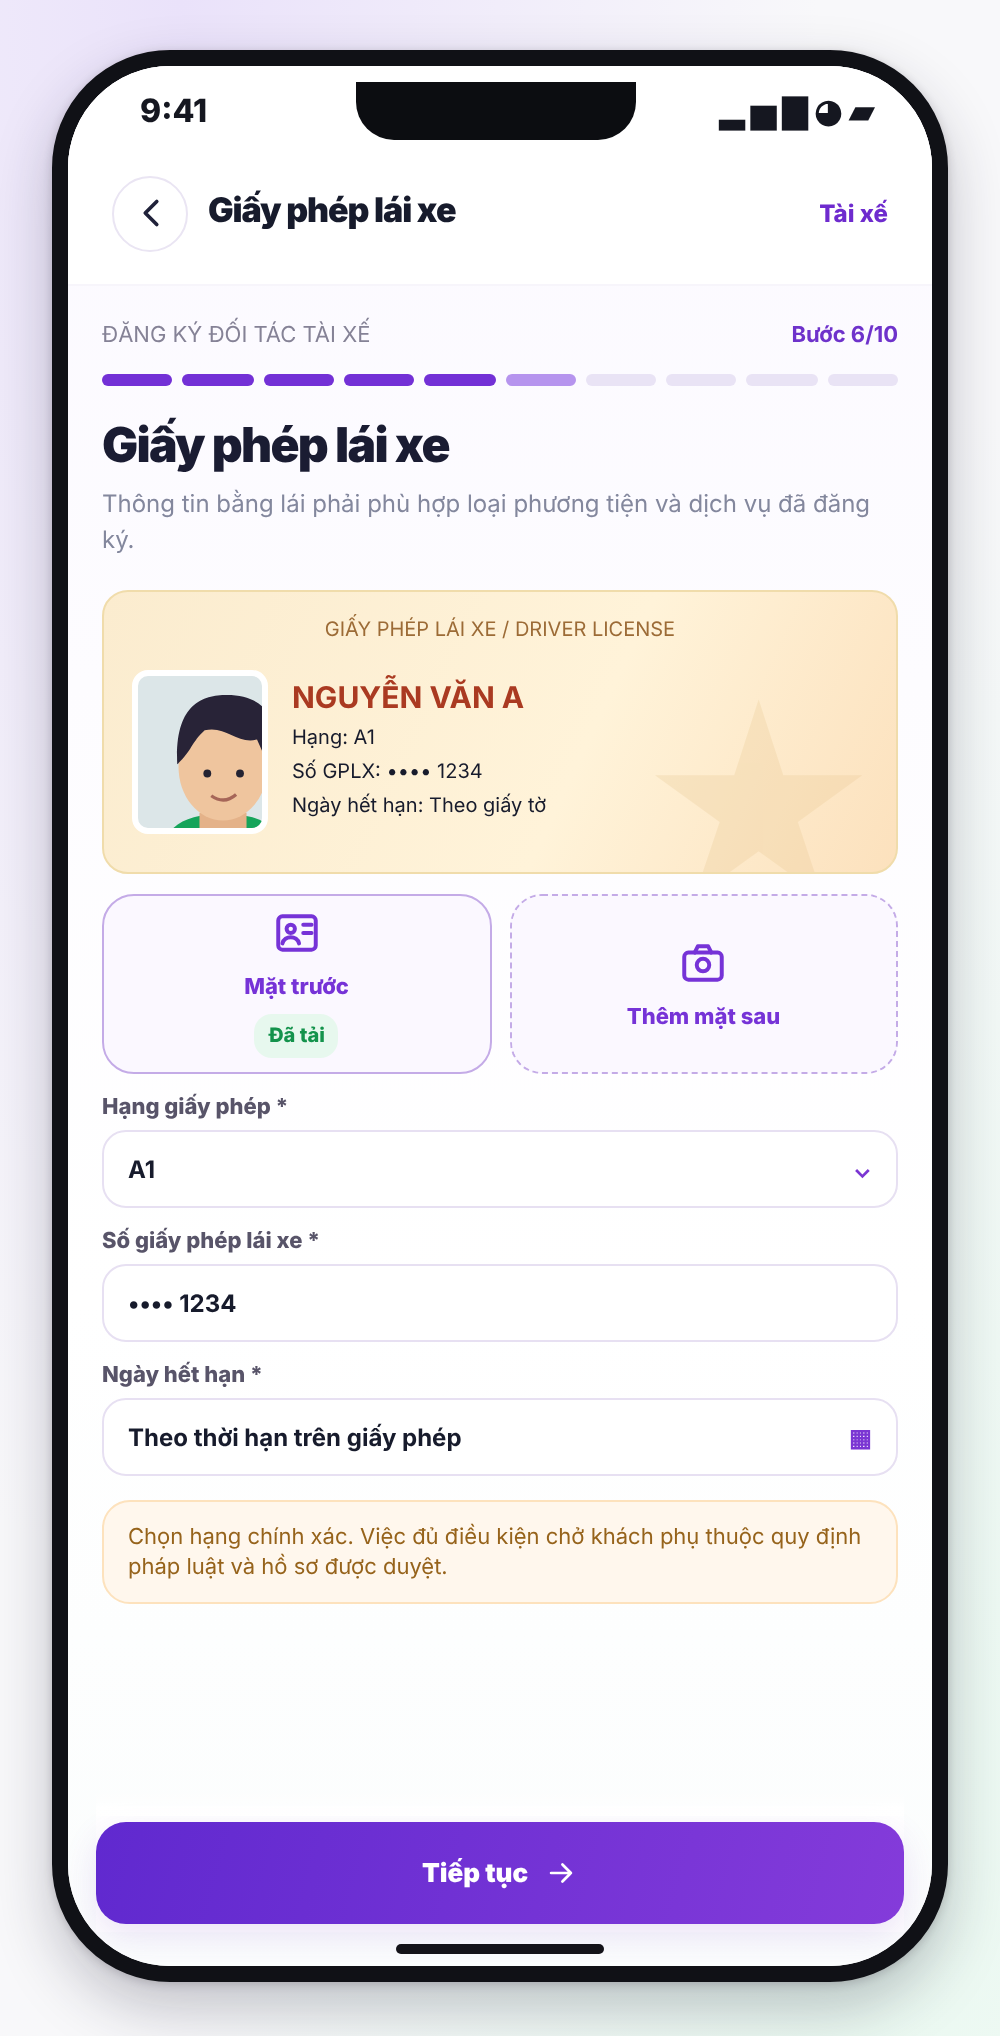 9:41
Giấy phép lái xe
Tài xế
ĐĂNG KÝ ĐỐI TÁC TÀI XẾ
Bước 6/10
Giấy phép lái xe
Thông tin bằng lái phải phù hợp loại phương tiện và dịch vụ đã đăng
ký.
GIẤY PHÉP LÁI XE / DRIVER LICENSE
NGUYỄN VĂN A
Hạng: A1
Số GPLX: •••• 1234
Ngày hết hạn: Theo giấy tờ
Mặt trước
Đã tải
Thêm mặt sau
Hạng giấy phép *
A1
Số giấy phép lái xe *
•••• 1234
Ngày hết hạn *
Theo thời hạn trên giấy phép
Chọn hạng chính xác. Việc đủ điều kiện chở khách phụ thuộc quy định
pháp luật và hồ sơ được duyệt.
Tiếp tục →